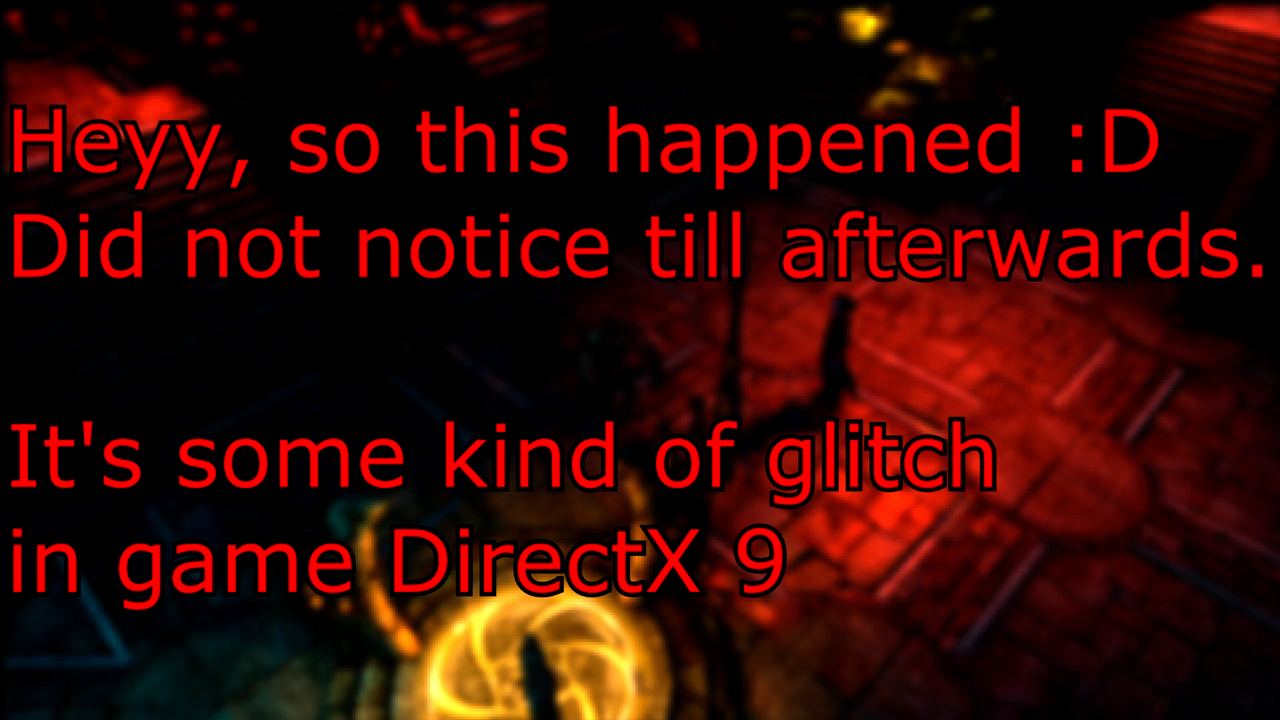 Heyy, so this happened :D
Did not notice till afterwards.
It's some kind of glitch
in game DirectX 9